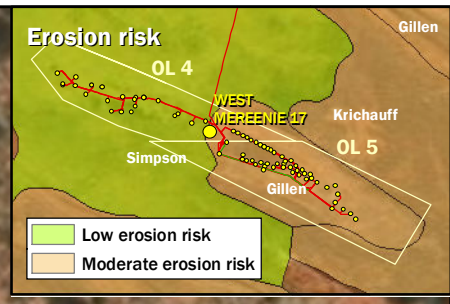 Gillen
Erosion risk
OL 4
WEST
MEREENIE 17
Krichauff
OL 5
Simpson
Gillen
Low erosion risk
Moderate erosion risk